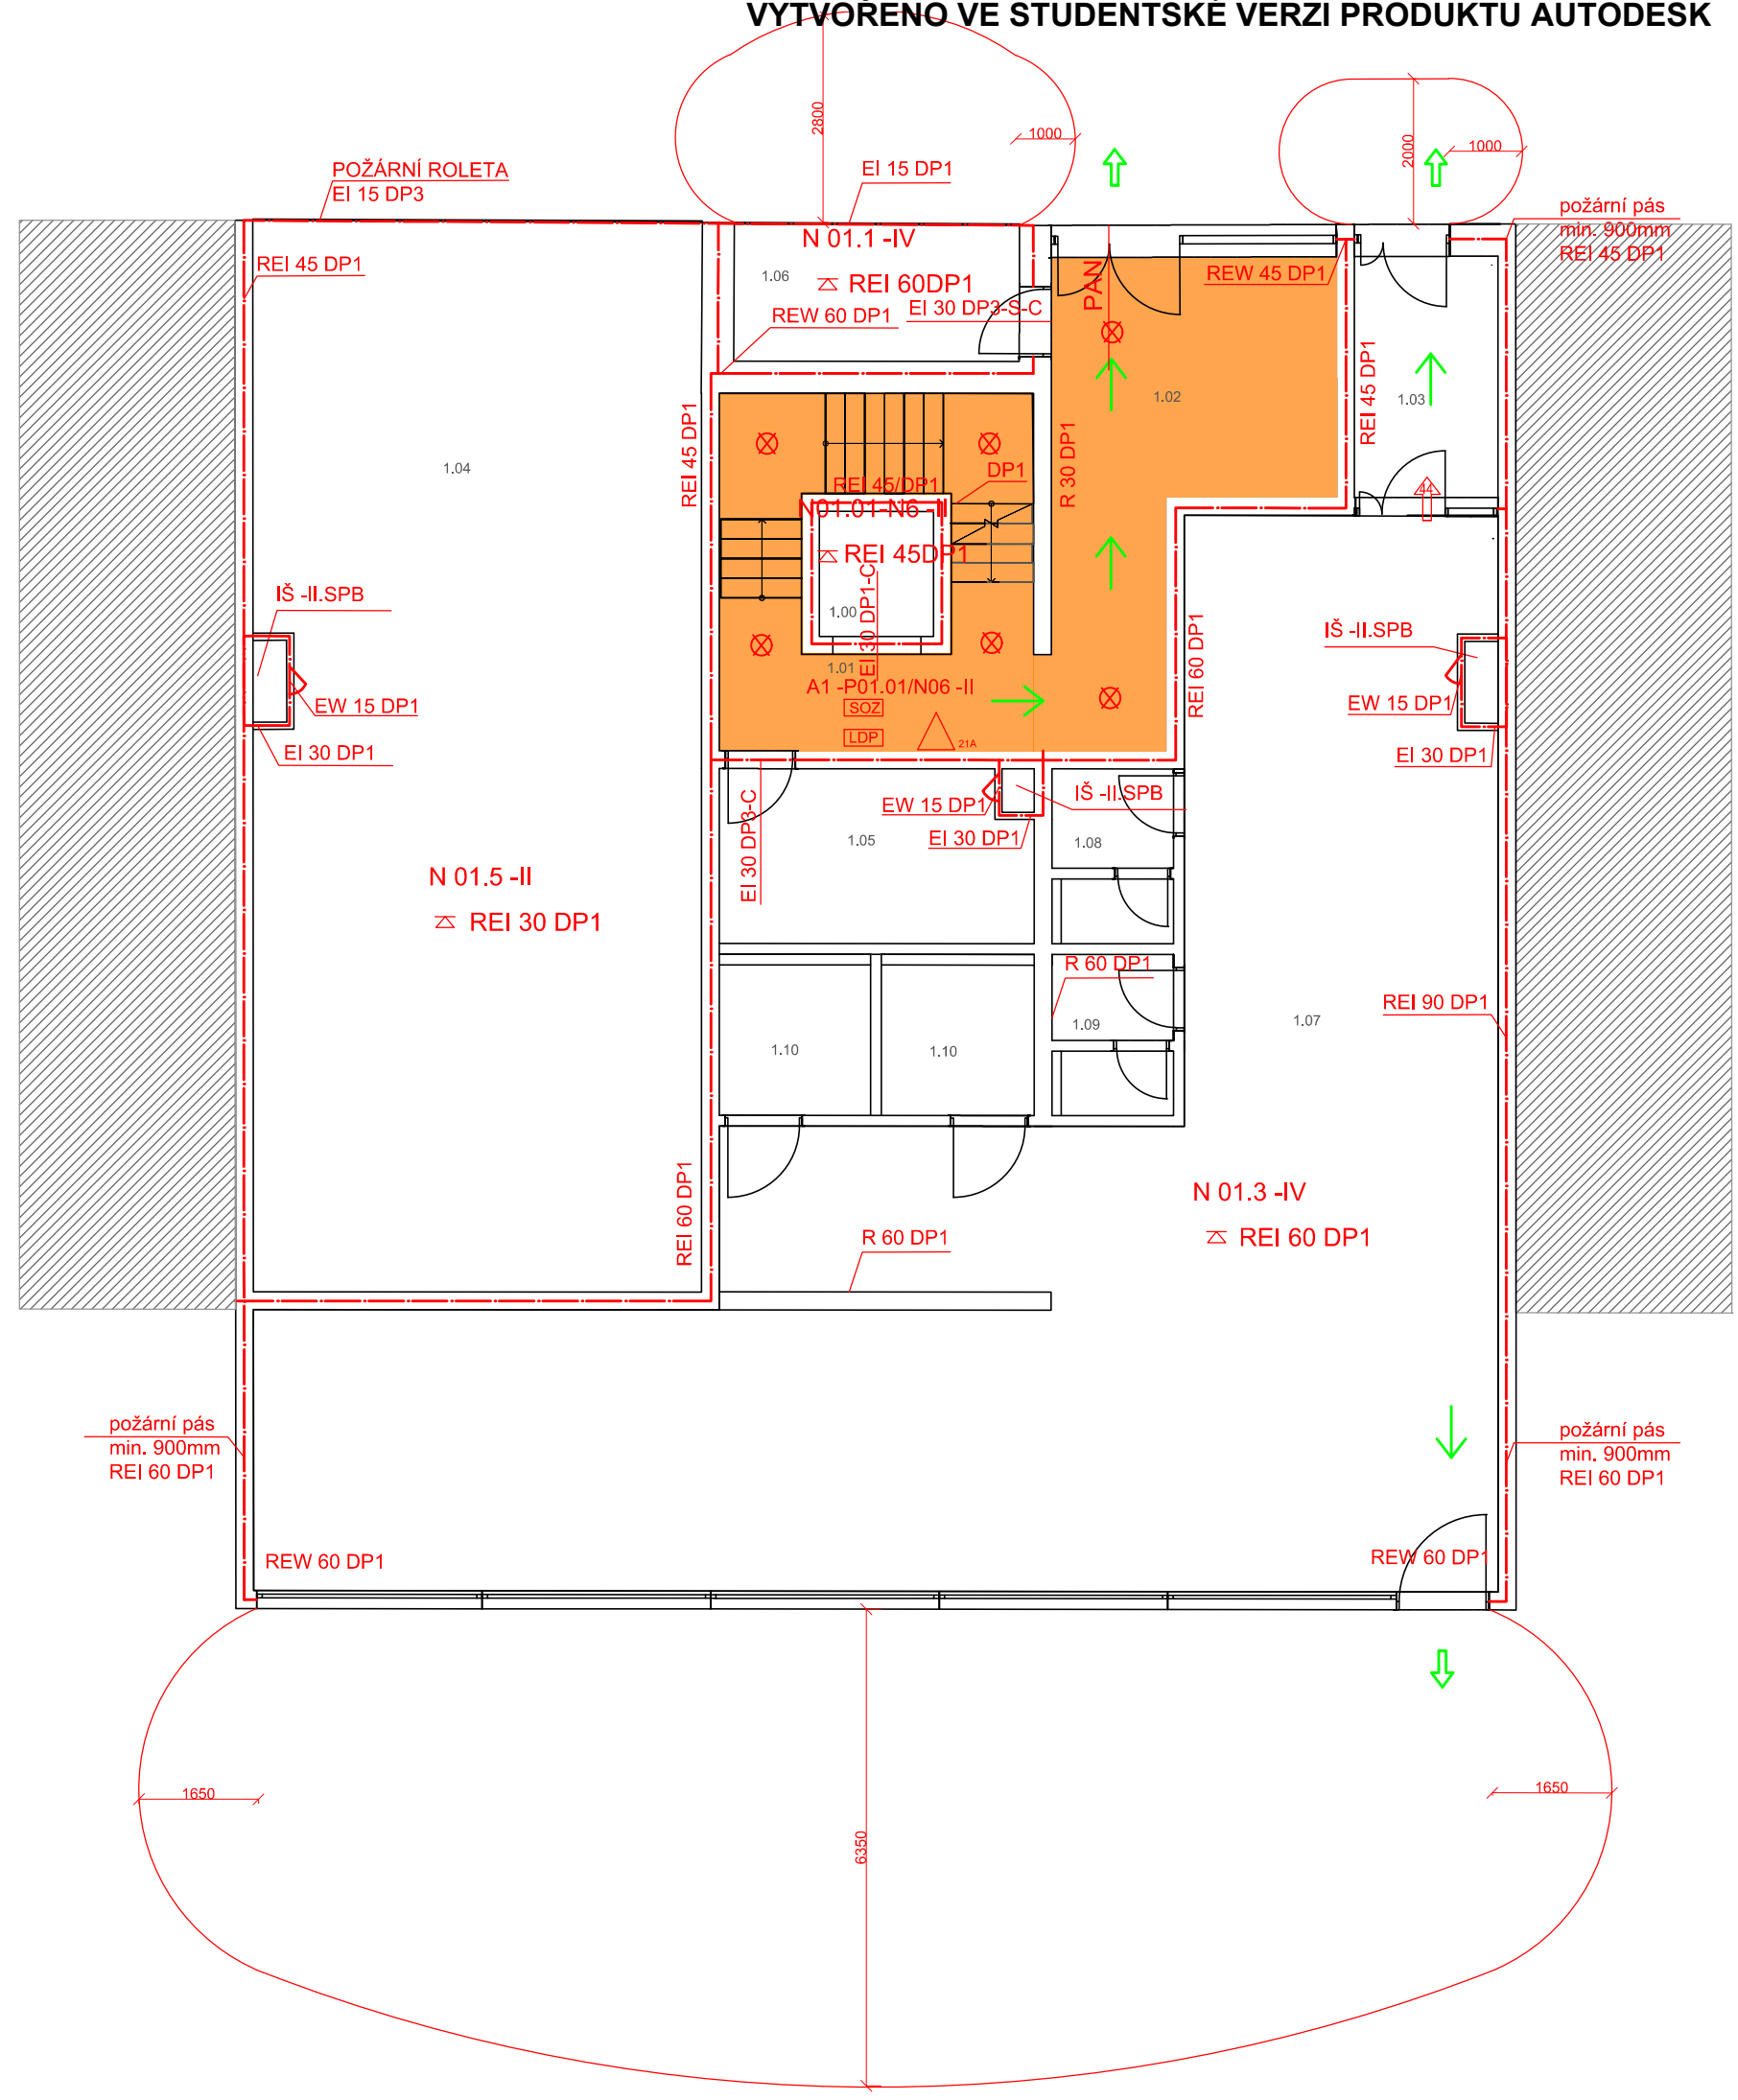 VYTVOŘENO VE STUDENTSKÉ VERZI PRODUKTU AUTODESK
2800
1000
2000
1000
POŽÁRNÍ ROLETA
EI 15 DP3
EI 15 DP1
požární pás
min. 900mm
REI 45 DP1
REI 45 DP1
N 01.1 -IV
1.06
REI 60DP1
PAN
REW 45 DP1
EI 30 DP3-S-C
REW 60 DP1
REI 45 DP1
1.02
1.03
REI 45 DP1
R 30 DP1
1.04
DP1
REI 45/DP1
44
N01.01-N6 -II
REI 45DP1
EI 30 DP1-C
IŠ -II.SPB
1.00
REI 60 DP1
IŠ -II.SPB
1.01
A1 -P01.01/N06 -II
EW 15 DP1
SOZ
EW 15 DP1
LDP
21A
EI 30 DP1
EI 30 DP1
EI 30 DP3-C
EW 15 DP1
IŠ -II.SPB
1.05
EI 30 DP1
1.08
N 01.5 -II
REI 30 DP1
R 60 DP1
REI 90 DP1
1.09
1.07
1.10
1.10
REI 60 DP1
N 01.3 -IV
R 60 DP1
REI 60 DP1
požární pás
min. 900mm
REI 60 DP1
požární pás
min. 900mm
REI 60 DP1
REW 60 DP1
REW 60 DP1
1650
1650
6350